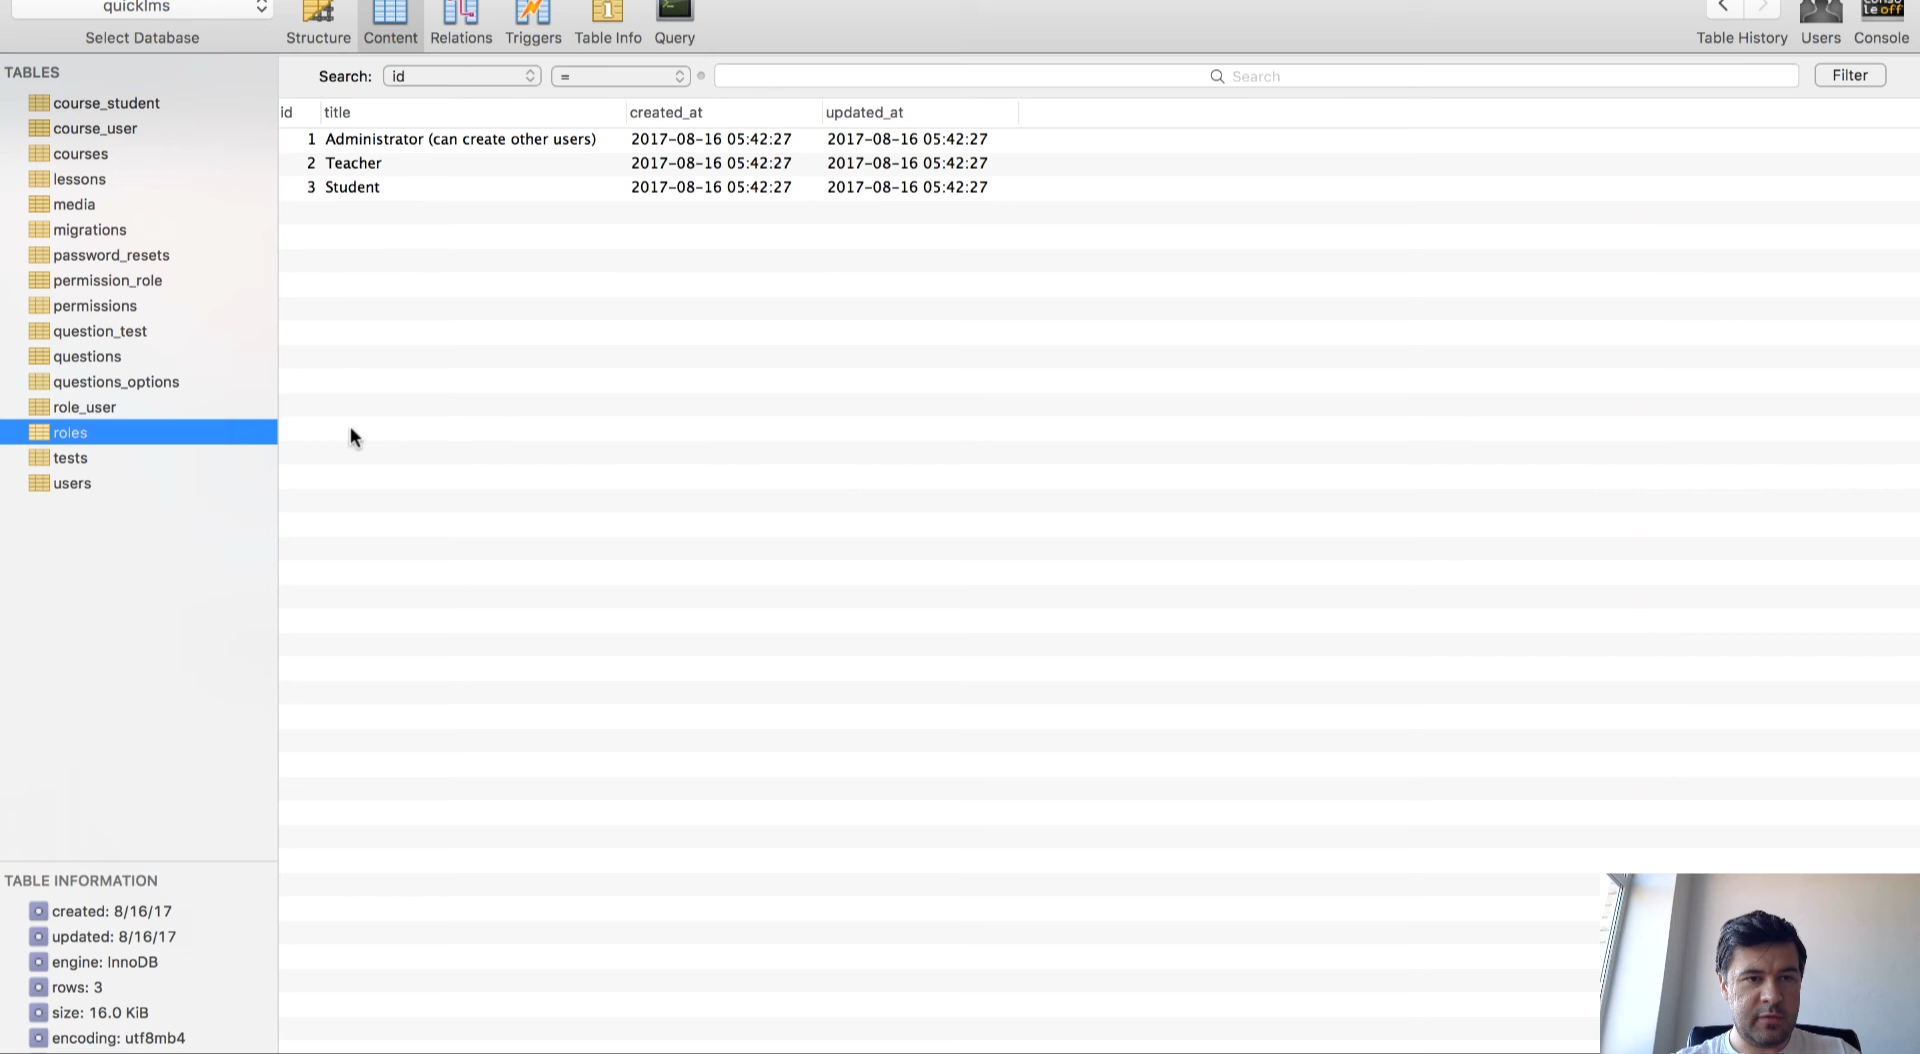 quicklms
Select Database
Structure
Content
Relations
Triggers
Table Info
Query
Table History
Users
Console
le off
TABLES
course_student
course_user
courses
lessons
media
migrations
password_resets
permission_role
permissions
question_test
questions
questions_options
role_user
roles
tests
users
Search: id = Search Filter
id title created_at updated_at
1 Administrator (can create other users) 2017-08-16 05:42:27 2017-08-16 05:42:27
2 Teacher 2017-08-16 05:42:27 2017-08-16 05:42:27
3 Student 2017-08-16 05:42:27 2017-08-16 05:42:27
TABLE INFORMATION
created: 8/16/17
updated: 8/16/17
engine: InnoDB
rows: 3
size: 16.0 KiB
encoding: utf8mb4